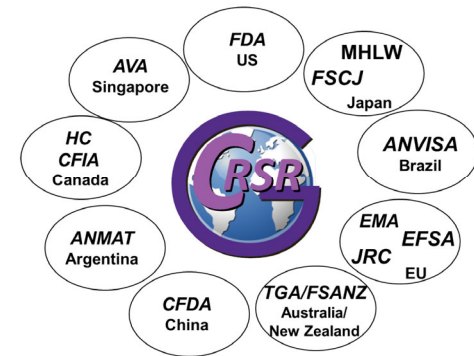 FDA
US
MHLW
FSCJ
Japan
ANVISA
Brazil
EMA
EFSA
JRC
EU
TGA/FSANZ
Australia/
New Zealand
CFDA
China
ANMAT
Argentina
HC
CFIA
Canada
AVA
Singapore
GCRSR